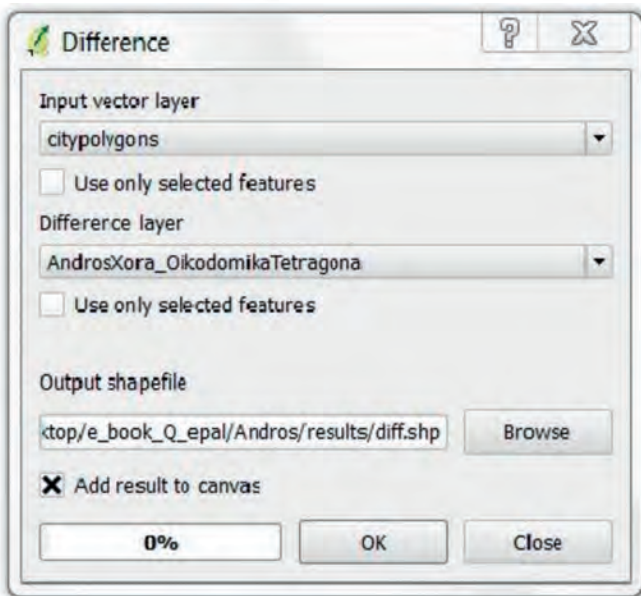 Difference
Input vector layer
citypolygons
Use only selected features
Difference layer
AndrosXora_OikodomikaTetragona
Use only selected features
Output shapefile
ktop/e_book_Q_epal/Andros/results/diff.shp
Browse
Add result to canvas
0%
OK
Close